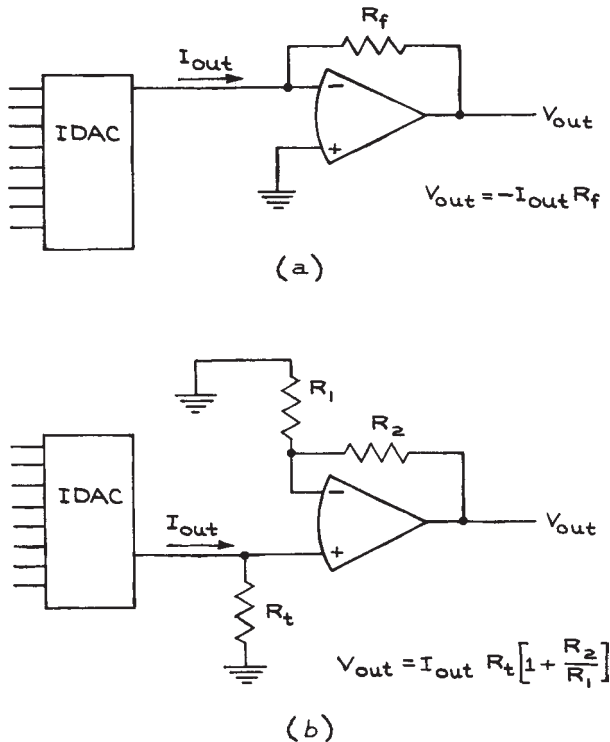 R_f
I_out
IDAC
−
+
V_out
V_out = -I_out R_f
(a)
R_1
R_2
IDAC
−
I_out
+
V_out
R_t
V_out = I_out R_t [1 + R_2/R_1]
(b)